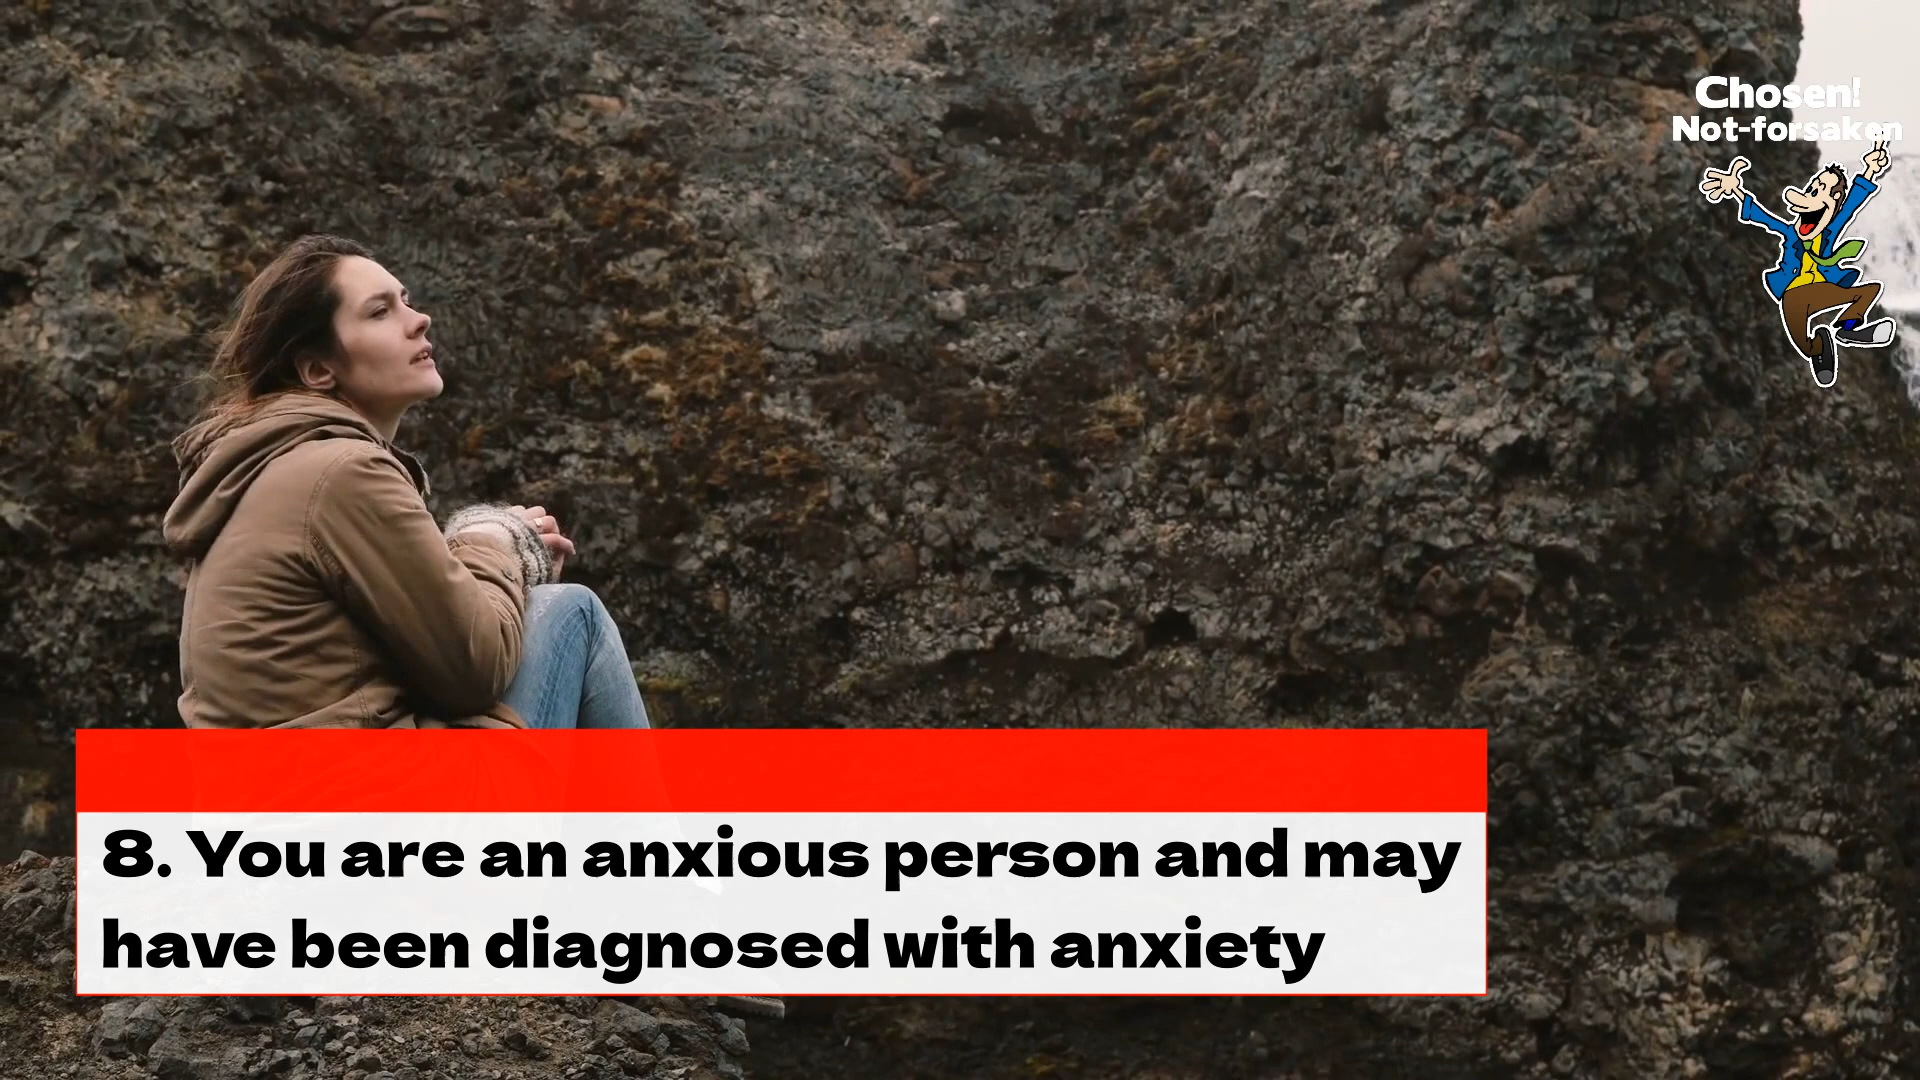 Chosen!
Not-forsaken
8. You are an anxious person and may
have been diagnosed with anxiety